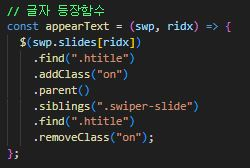 // 글자 등장함수
const appearText = (swp, ridx) => {
  $(swp.slides[ridx])
    .find(".htitle")
    .addClass("on")
    .parent()
    .siblings(".swiper-slide")
    .find(".htitle")
    .removeClass("on");
};